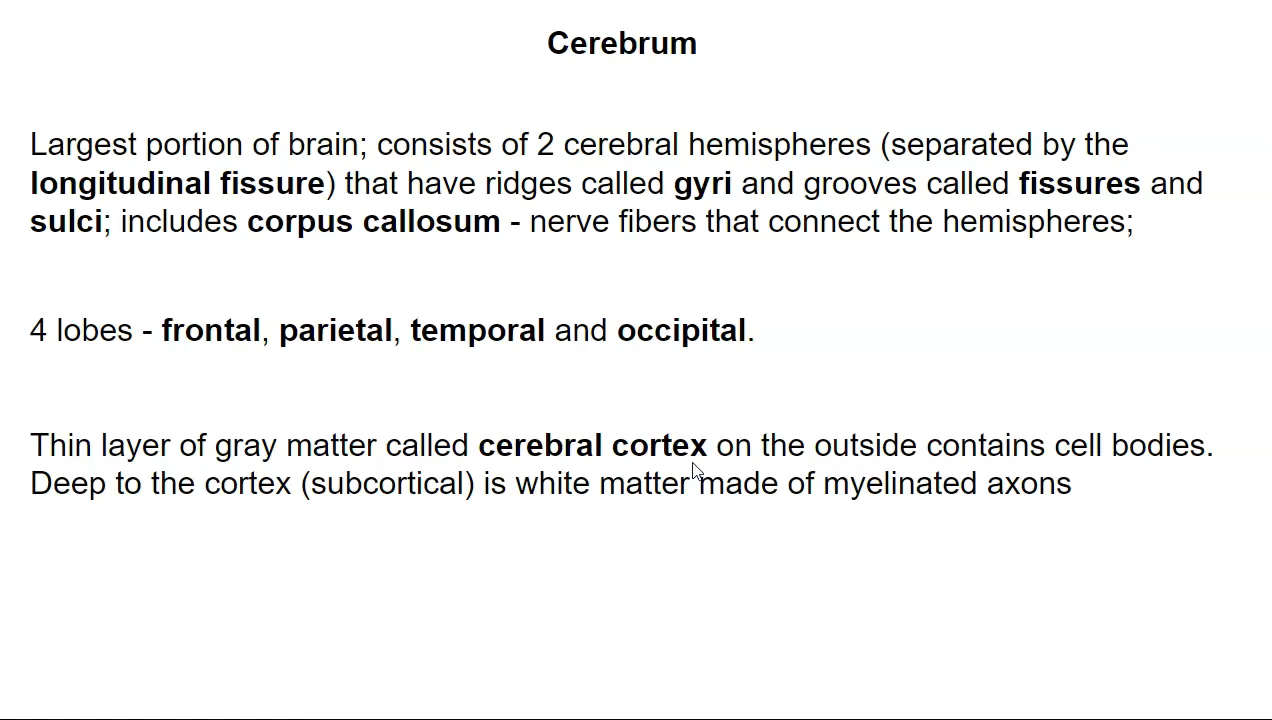 Cerebrum
Largest portion of brain; consists of 2 cerebral hemispheres (separated by the
longitudinal fissure) that have ridges called gyri and grooves called fissures and
sulci; includes corpus callosum - nerve fibers that connect the hemispheres;
4 lobes - frontal, parietal, temporal and occipital.
Thin layer of gray matter called cerebral cortex on the outside contains cell bodies.
Deep to the cortex (subcortical) is white matter made of myelinated axons